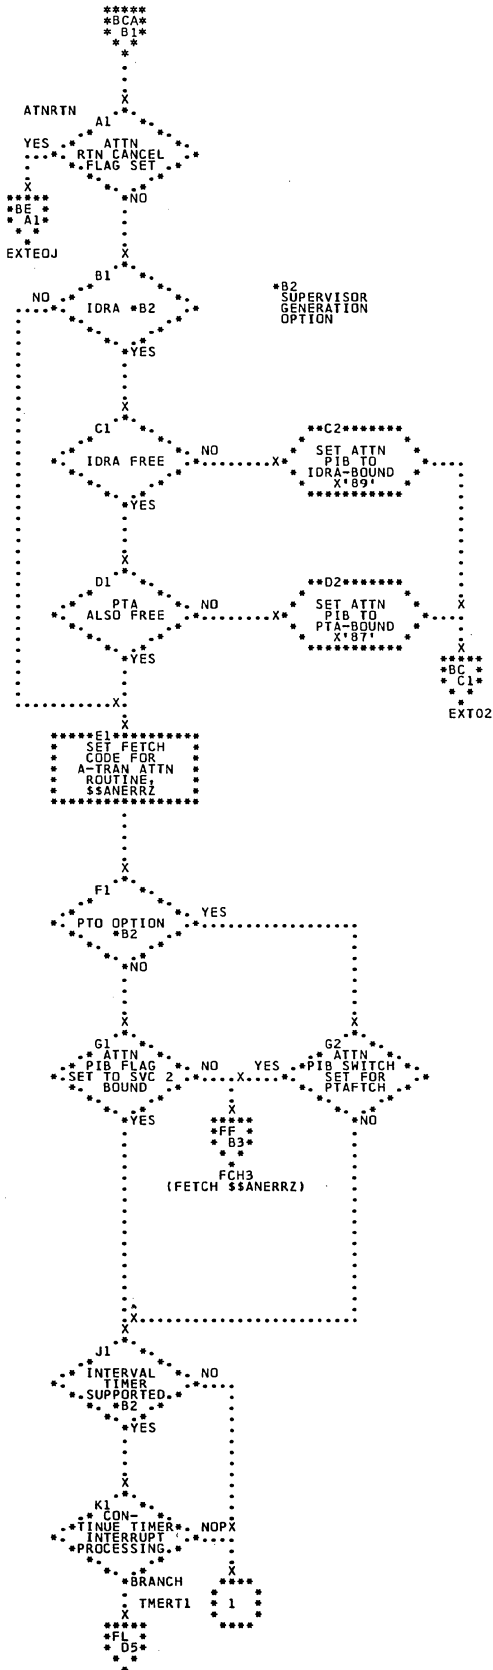 *****
*BCA*
* B1*
ATNRTN
A1
ATTN
RTN CANCEL
FLAG SET
YES
NO
*BE *
* A1*
EXTEOJ
B1
IDRA *B2
NO
YES
*B2
SUPERVISOR
GENERATION
OPTION
C1
IDRA FREE
NO
YES
**C2*******
SET ATTN
PIB TO
IDRA-BOUND
X'89'
D1
PTA
ALSO FREE
NO
YES
**D2*******
SET ATTN
PIB TO
PTA-BOUND
X'87'
*BC *
* C1*
EXT02
*****E1**********
SET FETCH
CODE FOR
A-TRAN ATTN
ROUTINE,
$$ANERRZ
F1
PTO OPTION
*B2
YES
NO
G1
ATTN
PIB FLAG
SET TO SVC 2
BOUND
NO
YES
G2
ATTN
PIB SWITCH
SET FOR
PTAFTCH
YES
NO
*FF *
* B3*
FCH3
(FETCH $$ANERRZ)
J1
INTERVAL
TIMER
SUPPORTED
*B2
NO
YES
K1
CON-
TINUE TIMER
INTERRUPT
PROCESSING
NOP
BRANCH
TMERT1
1
*FL *
* D5*